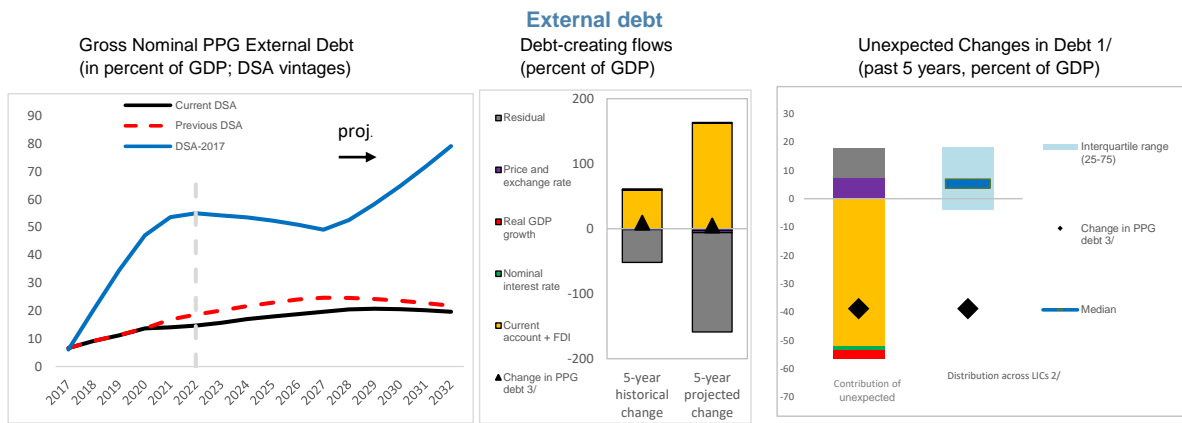 External debt
Gross Nominal PPG External Debt
(in percent of GDP; DSA vintages)
90
80
70
60
50
40
30
20
10
0
Current DSA
Previous DSA
DSA-2017
proj.
2017
2018
2019
2020
2021
2022
2023
2024
2025
2026
2027
2028
2029
2030
2031
2032
Debt-creating flows
(percent of GDP)
Residual
Price and
exchange rate
Real GDP
growth
Nominal
interest rate
Current
account + FDI
Change in PPG
debt 3/
200
100
0
-100
-200
5-year
historical
change
5-year
projected
change
Unexpected Changes in Debt 1/
(past 5 years, percent of GDP)
30
20
10
0
-10
-20
-30
-40
-50
-60
-70
Contribution of
unexpected
Distribution across LICs 2/
Interquartile range
(25-75)
Change in PPG
debt 3/
Median